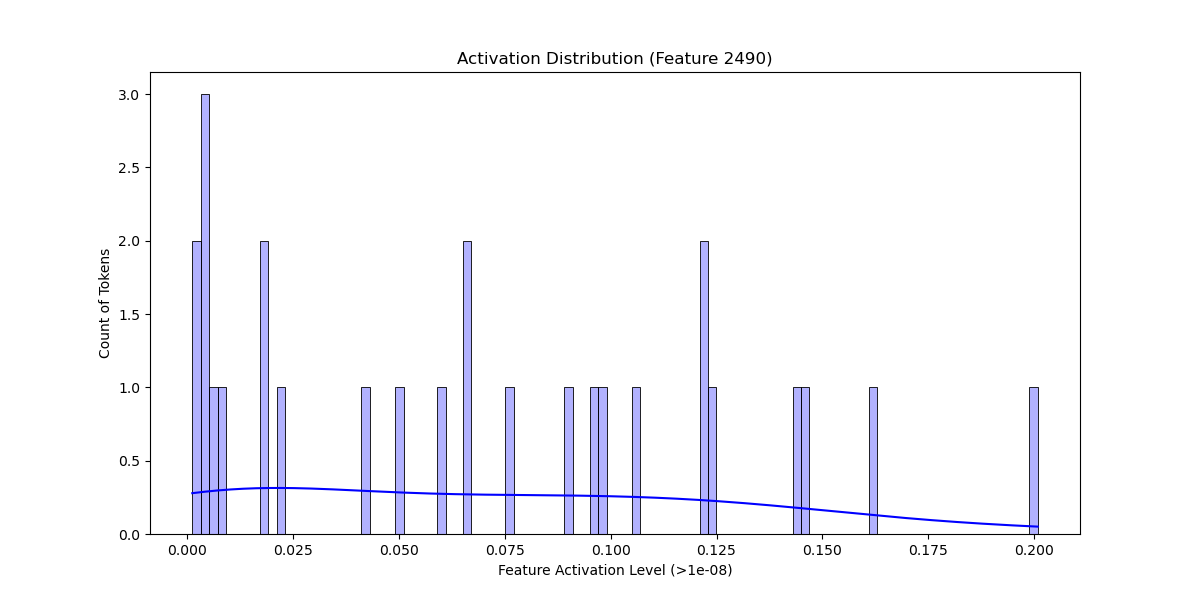 Activation Distribution (Feature 2490)
3.0
2.5
2.0
1.5
1.0
0.5
0.0
Count of Tokens
0.000 0.025 0.050 0.075 0.100 0.125 0.150 0.175 0.200
Feature Activation Level (>1e-08)